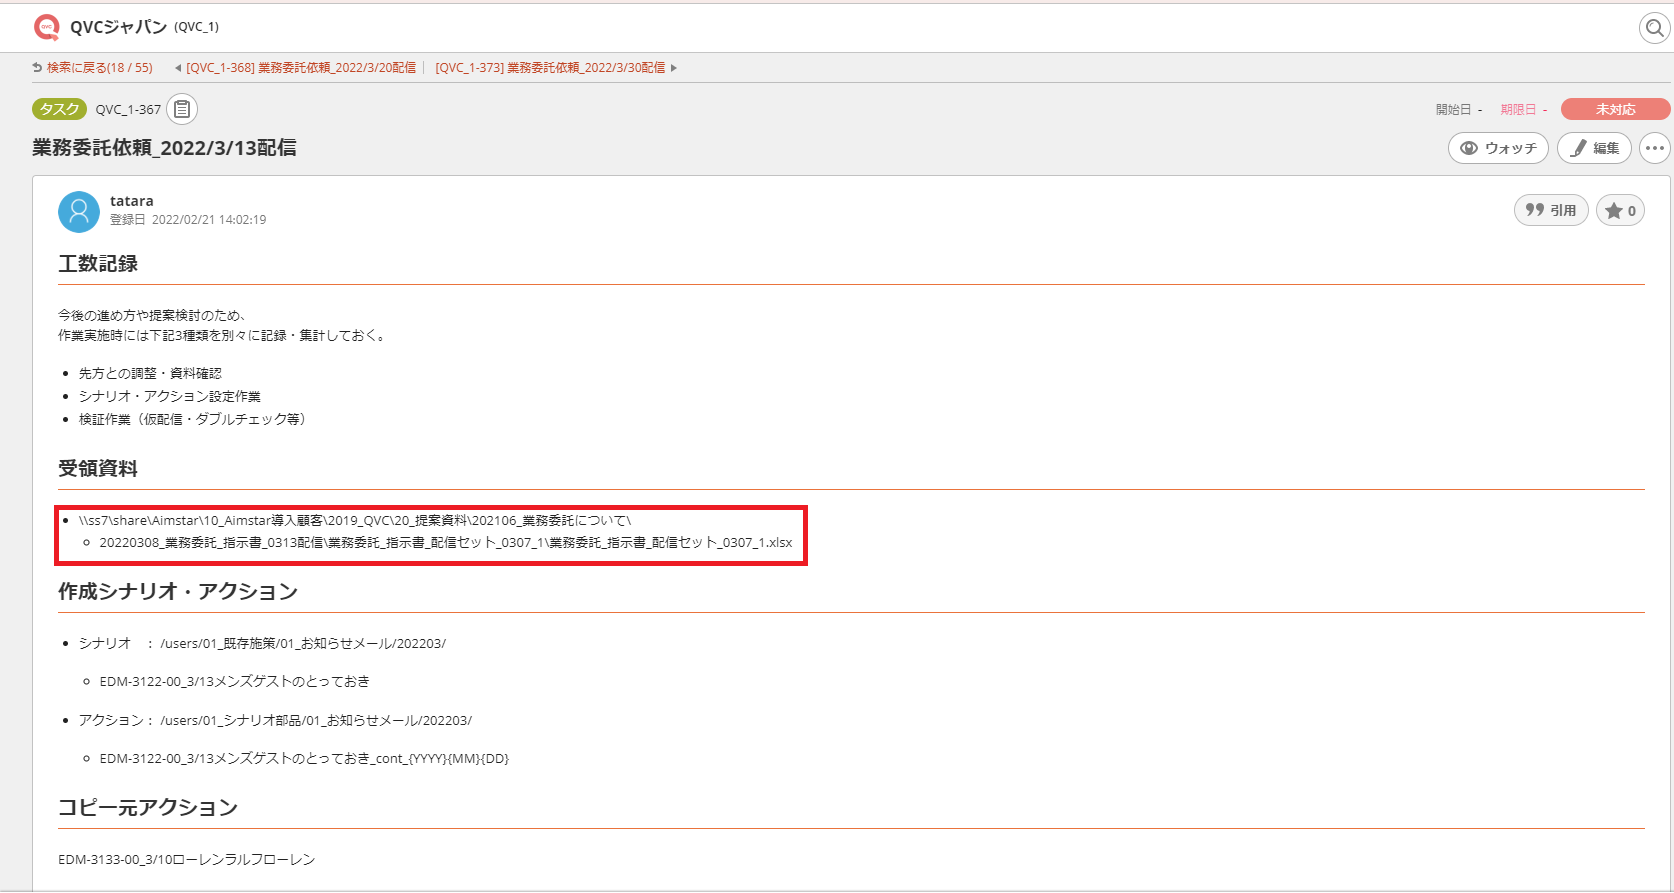 QVCジャパン (QVC_1)
検索に戻る(18 / 55) [QVC_1-368] 業務委託依頼_2022/3/20配信 [QVC_1-373] 業務委託依頼_2022/3/30配信
タスク QVC_1-367 開始日 - 期限日 - 未対応
業務委託依頼_2022/3/13配信 ウォッチ 編集
tatara
登録日 2022/02/21 14:02:19 引用 0
工数記録
今後の進め方や提案検討のため、
作業実施時には下記3種類を別々に記録・集計しておく。
先方との調整・資料確認
シナリオ・アクション設定作業
検証作業（仮配信・ダブルチェック等）
受領資料
\\ss7\share\Aimstar\10_Aimstar導入顧客\2019_QVC\20_提案資料\202106_業務委託について\
20220308_業務委託_指示書_0313配信\業務委託_指示書_配信セット_0307_1\業務委託_指示書_配信セット_0307_1.xlsx
作成シナリオ・アクション
シナリオ　： /users/01_既存施策/01_お知らせメール/202203/
EDM-3122-00_3/13メンズゲストのとっておき
アクション： /users/01_シナリオ部品/01_お知らせメール/202203/
EDM-3122-00_3/13メンズゲストのとっておき_cont_{YYYY}{MM}{DD}
コピー元アクション
EDM-3133-00_3/10ローレンラルフローレン